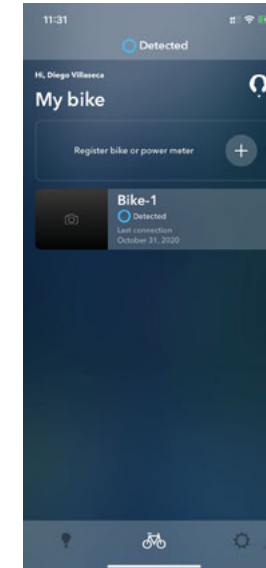 11:31
Detected
Hi, Diego Villaseca
My bike
Register bike or power meter
Bike-1
Detected
Last connection
October 31, 2020